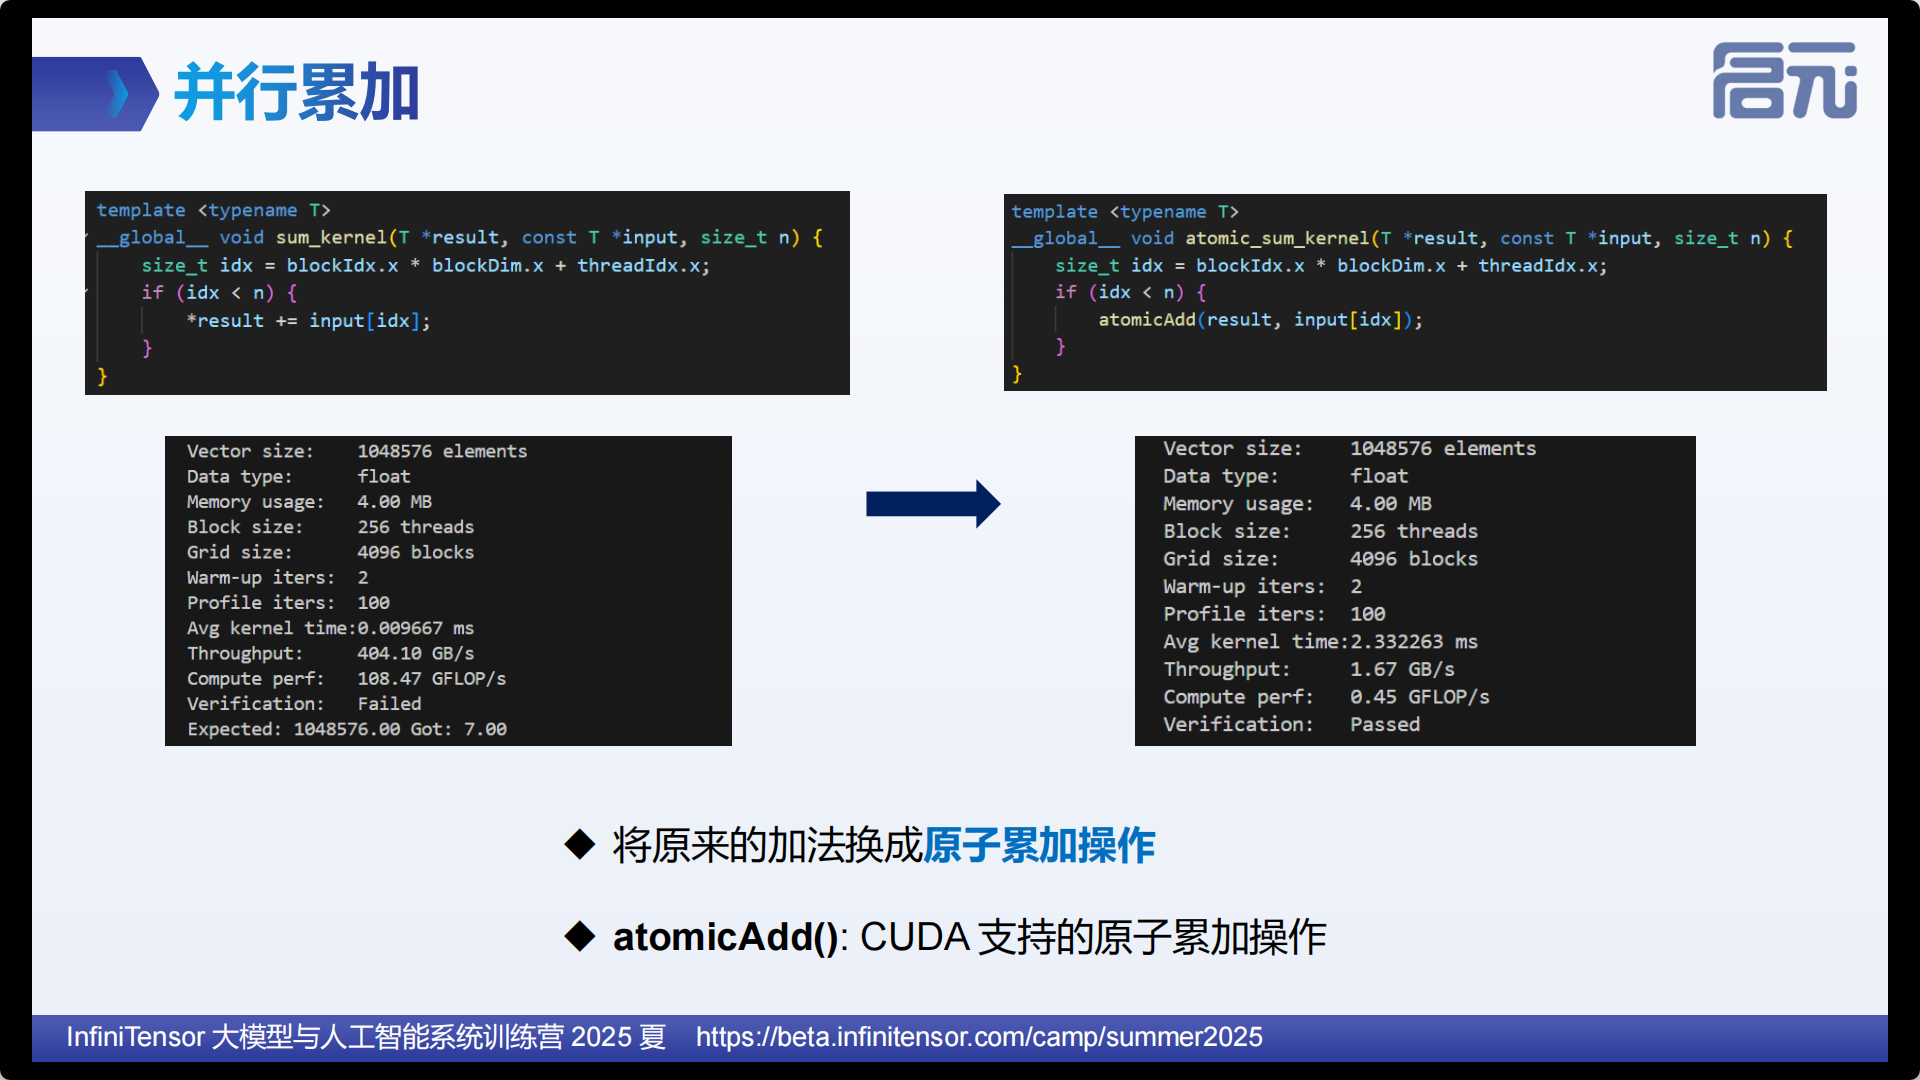 并行累加
启元
template <typename T>
__global__ void sum_kernel(T *result, const T *input, size_t n) {
    size_t idx = blockIdx.x * blockDim.x + threadIdx.x;
    if (idx < n) {
        *result += input[idx];
    }
}
template <typename T>
__global__ void atomic_sum_kernel(T *result, const T *input, size_t n) {
    size_t idx = blockIdx.x * blockDim.x + threadIdx.x;
    if (idx < n) {
        atomicAdd(result, input[idx]);
    }
}
Vector size:    1048576 elements
Data type:      float
Memory usage:   4.00 MB
Block size:     256 threads
Grid size:      4096 blocks
Warm-up iters:  2
Profile iters:  100
Avg kernel time:0.009667 ms
Throughput:     404.10 GB/s
Compute perf:   108.47 GFLOP/s
Verification:   Failed
Expected: 1048576.00 Got: 7.00
Vector size:    1048576 elements
Data type:      float
Memory usage:   4.00 MB
Block size:     256 threads
Grid size:      4096 blocks
Warm-up iters:  2
Profile iters:  100
Avg kernel time:2.332263 ms
Throughput:     1.67 GB/s
Compute perf:   0.45 GFLOP/s
Verification:   Passed
◆ 将原来的加法换成原子累加操作
◆ atomicAdd(): CUDA 支持的原子累加操作
InfiniTensor 大模型与人工智能系统训练营 2025 夏 https://beta.infinitensor.com/camp/summer2025